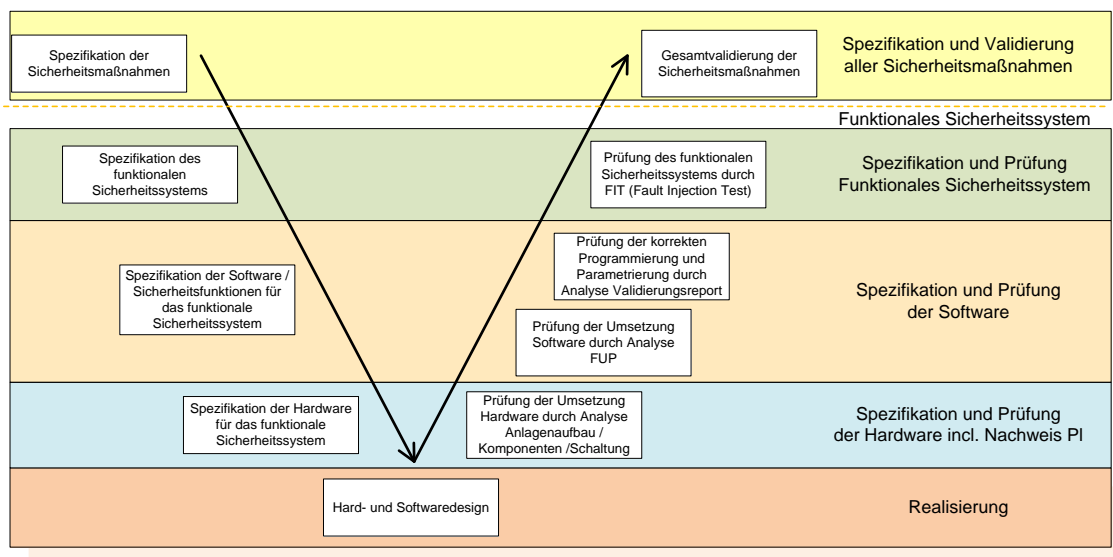 Spezifikation der
Sicherheitsmaßnahmen
Gesamtvalidierung der
Sicherheitsmaßnahmen
Spezifikation und Validierung
aller Sicherheitsmaßnahmen
Funktionales Sicherheitssystem
Spezifikation des
funktionalen
Sicherheitssystems
Prüfung des funktionalen
Sicherheitssystems durch
FIT (Fault Injection Test)
Spezifikation und Prüfung
Funktionales Sicherheitssystem
Spezifikation der Software /
Sicherheitsfunktionen für
das funktionale
Sicherheitssystem
Prüfung der korrekten
Programmierung und
Parametrierung durch
Analyse Validierungsreport
Prüfung der Umsetzung
Software durch Analyse
FUP
Spezifikation und Prüfung
der Software
Spezifikation der Hardware
für das funktionale
Sicherheitssystem
Prüfung der Umsetzung
Hardware durch Analyse
Anlagenaufbau /
Komponenten /Schaltung
Spezifikation und Prüfung
der Hardware incl. Nachweis PI
Hard- und Softwaredesign
Realisierung